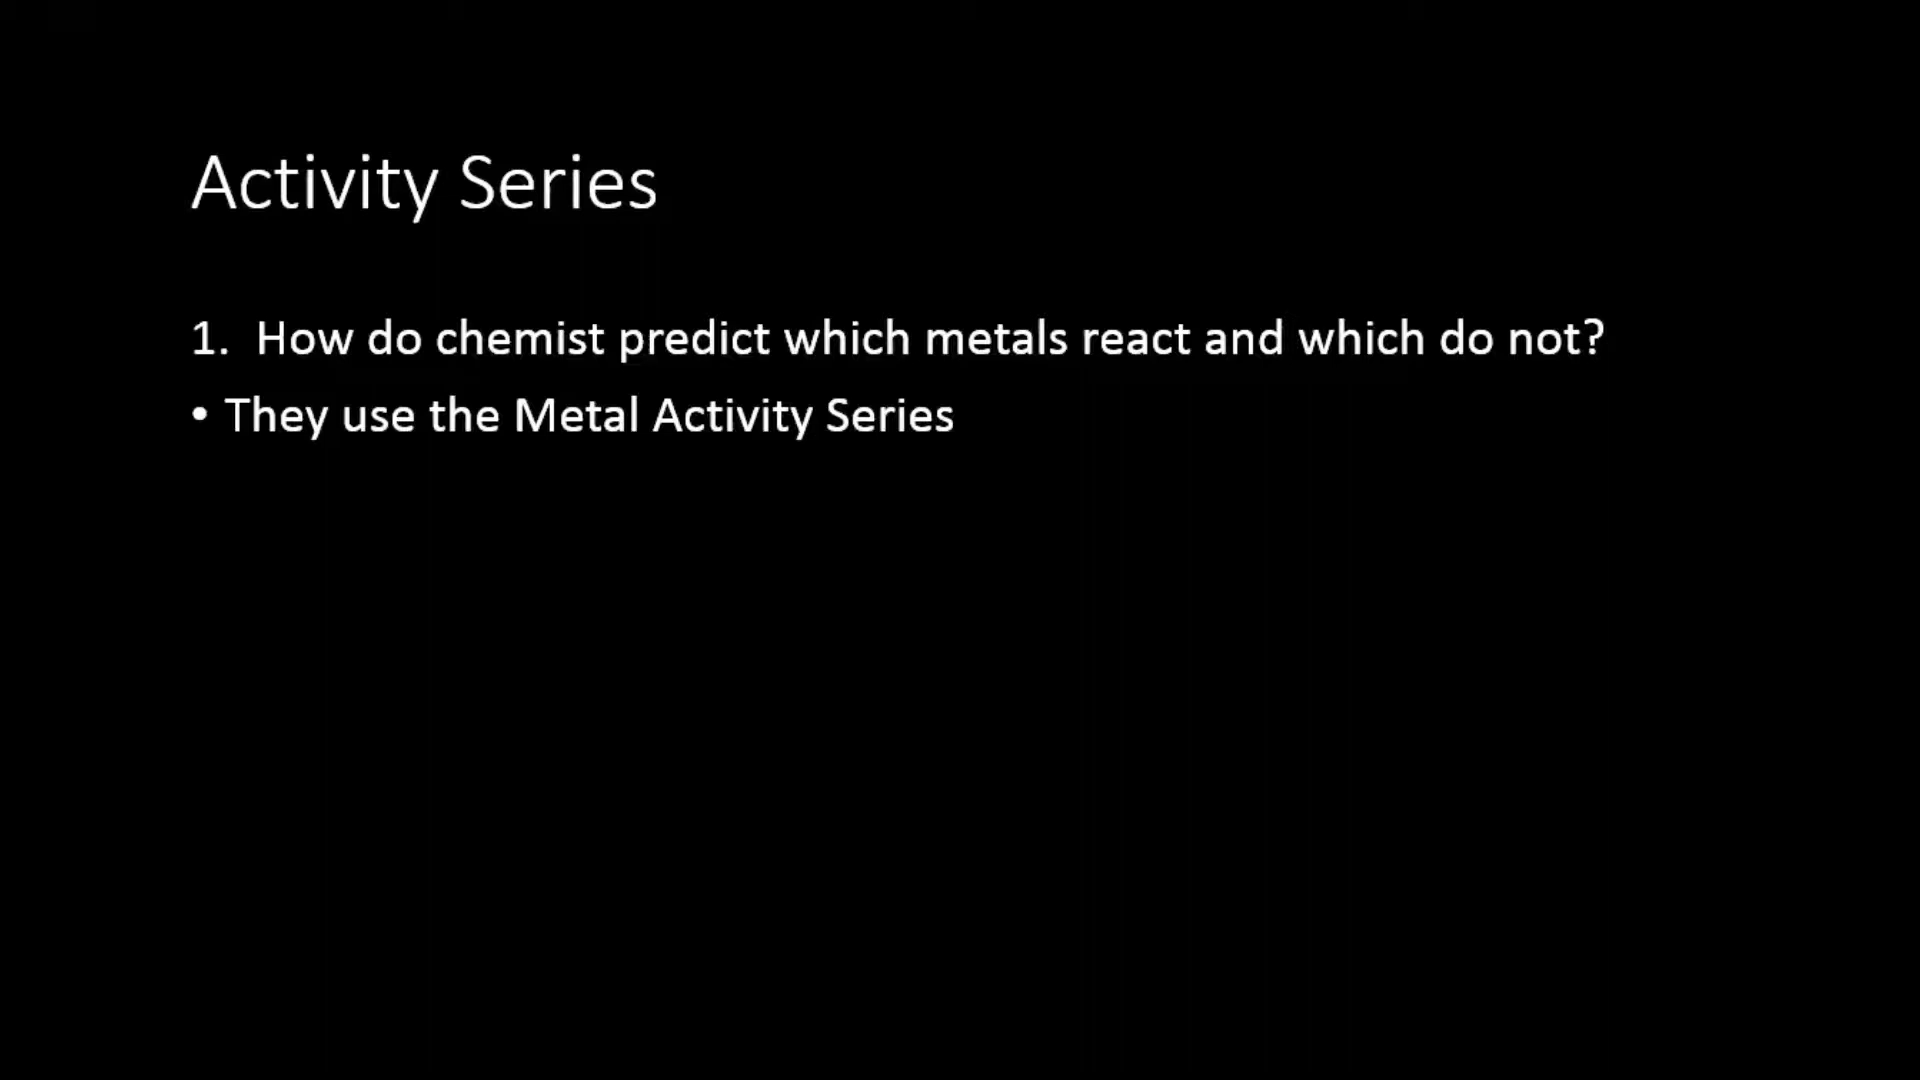 Activity Series
1. How do chemist predict which metals react and which do not?
• They use the Metal Activity Series